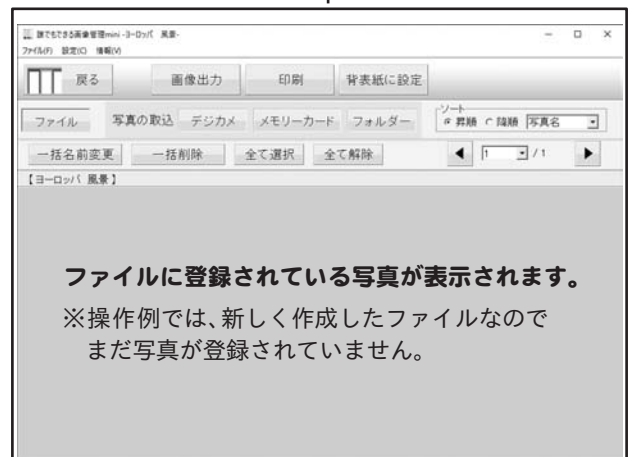 誰でもできる画像管理mini -ヨーロッパ 風景-
ファイル(F) 設定(O) 情報(V)
戻る 画像出力 印刷 背表紙に設定
ファイル 写真の取込 デジカメ メモリーカード フォルダー ソート 昇順 降順 写真名
一括名前変更 一括削除 全て選択 全て解除 1 / 1
【ヨーロッパ 風景】
ファイルに登録されている写真が表示されます。
※操作例では、新しく作成したファイルなので
まだ写真が登録されていません。